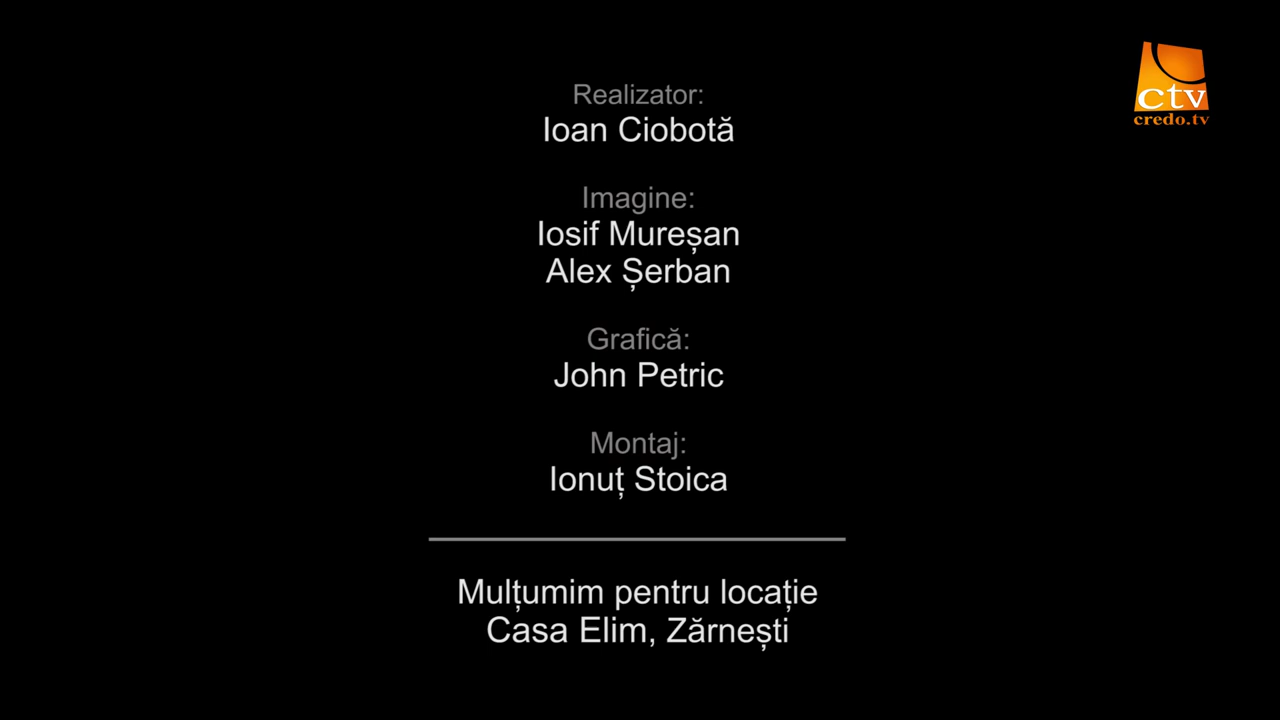 ctv
credo.tv
Realizator:
Ioan Ciobotă
Imagine:
Iosif Mureșan
Alex Șerban
Grafică:
John Petric
Montaj:
Ionuț Stoica
Mulțumim pentru locație
Casa Elim, Zărnești